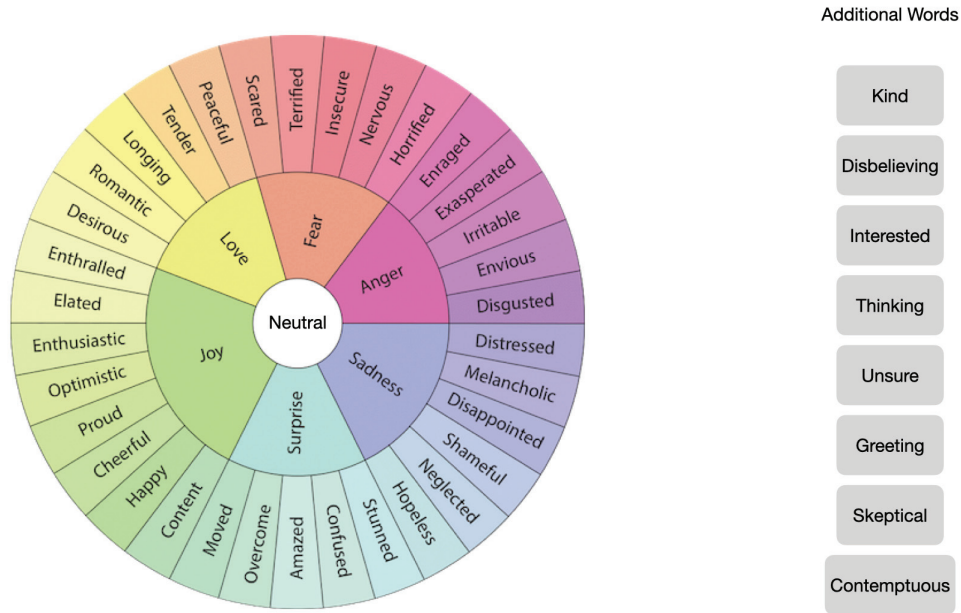 Additional Words
Kind
Disbelieving
Interested
Thinking
Unsure
Greeting
Skeptical
Contemptuous
Neutral
Love
Fear
Anger
Sadness
Surprise
Joy
Scared
Terrified
Insecure
Nervous
Horrified
Enraged
Exasperated
Irritable
Envious
Disgusted
Distressed
Melancholic
Disappointed
Shameful
Neglected
Hopeless
Stunned
Confused
Amazed
Overcome
Moved
Content
Happy
Cheerful
Proud
Optimistic
Enthusiastic
Elated
Enthralled
Desirous
Romantic
Longing
Tender
Peaceful